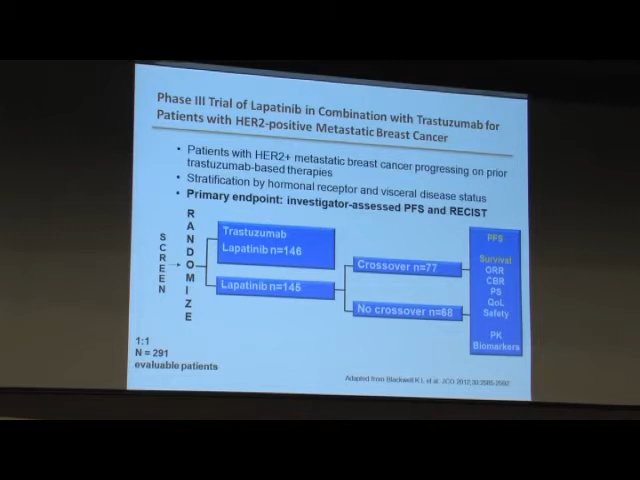 Phase III Trial of Lapatinib in Combination with Trastuzumab for
Patients with HER2-positive Metastatic Breast Cancer
• Patients with HER2+ metastatic breast cancer progressing on prior
trastuzumab-based therapies
• Stratification by hormonal receptor and visceral disease status
• Primary endpoint: investigator-assessed PFS and RECIST
SCREEN
RANDOMIZE
Trastuzumab
Lapatinib n=146
Lapatinib n=145
Crossover n=77
No crossover n=68
PFS
Survival
ORR
CBR
PS
QoL
Safety
PK
Biomarkers
1:1
N = 291
evaluable patients
Adapted from Blackwell K L et al. JCO 2012;30:2585-2592